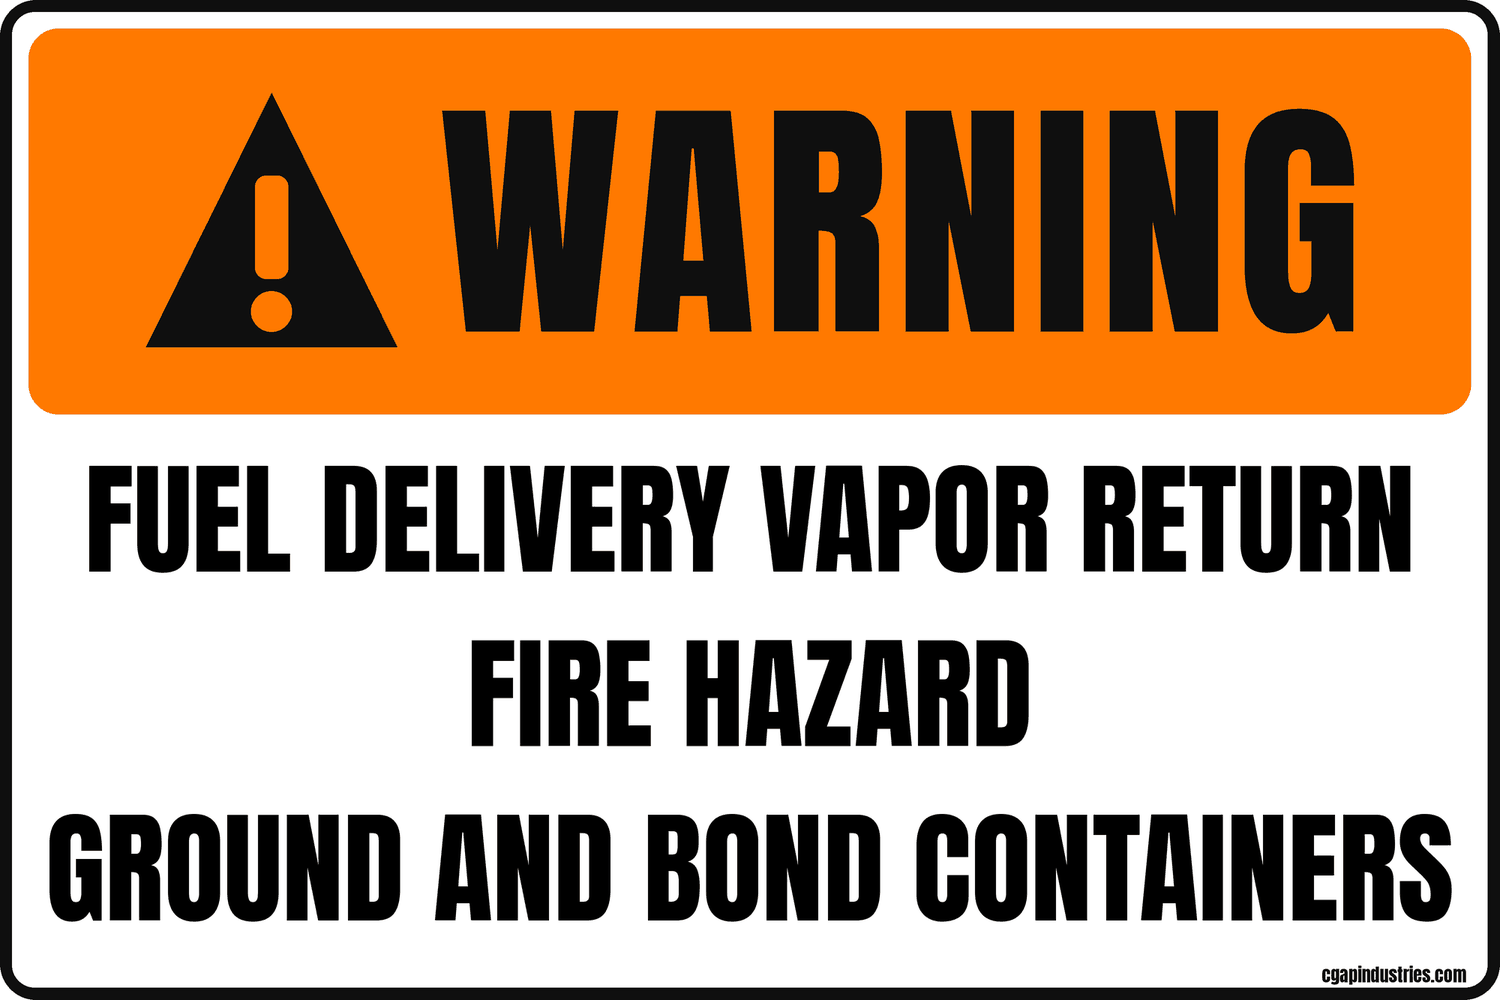 WARNING
FUEL DELIVERY VAPOR RETURN
FIRE HAZARD
GROUND AND BOND CONTAINERS
cgapindustries.com